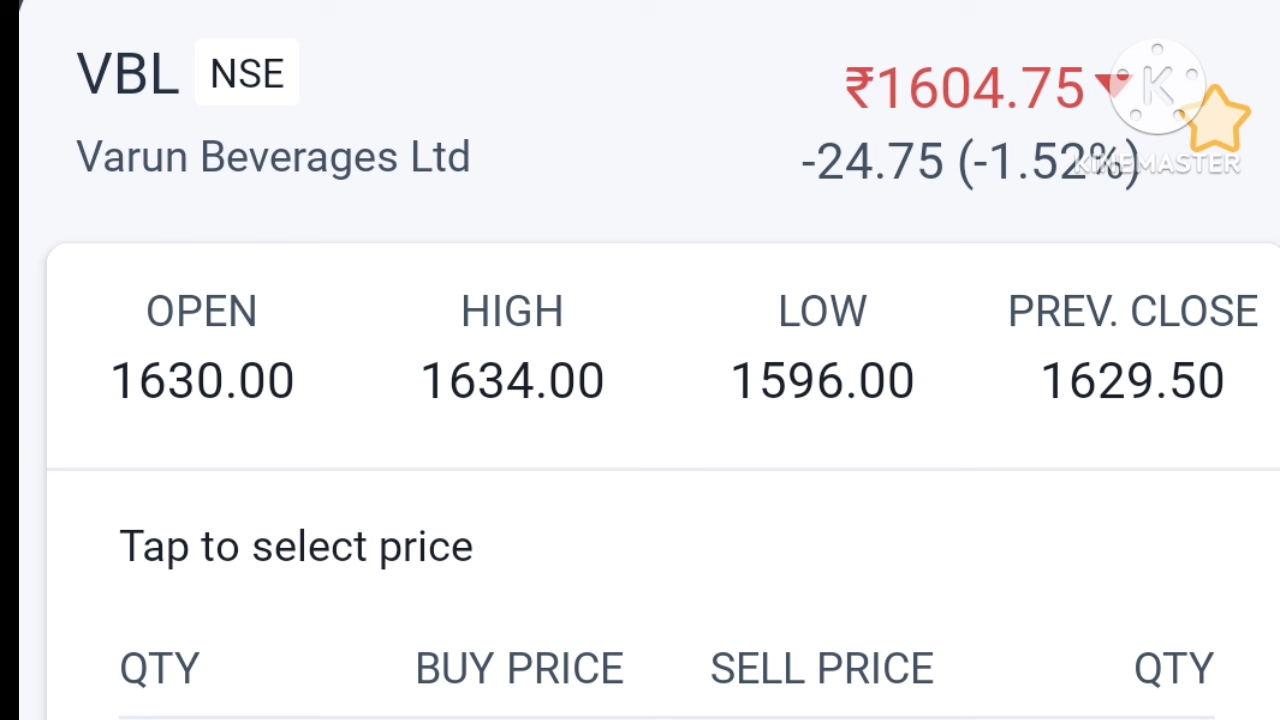 VBL NSE
₹1604.75
Varun Beverages Ltd
-24.75 (-1.52%)
K
KINEMASTER
OPEN HIGH LOW PREV. CLOSE
1630.00 1634.00 1596.00 1629.50
Tap to select price
QTY BUY PRICE SELL PRICE QTY